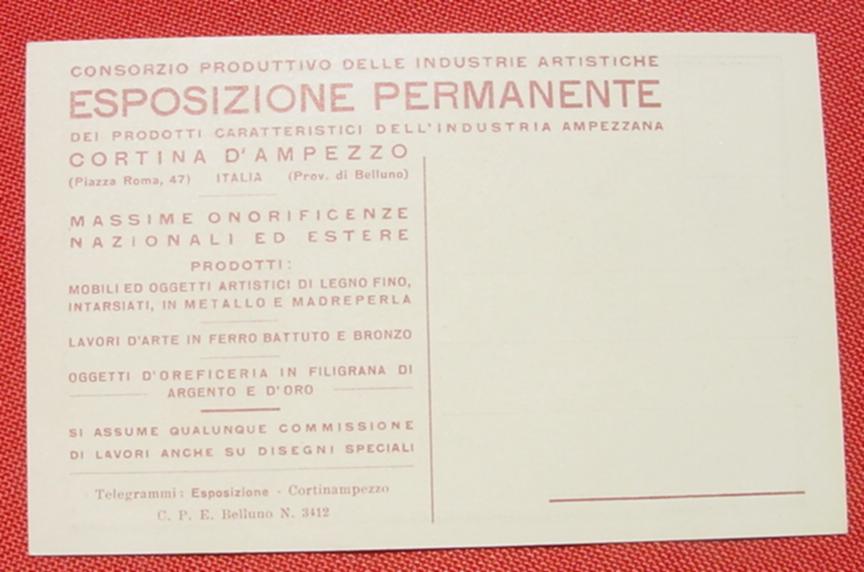 CONSORZIO PRODUTTIVO DELLE INDUSTRIE ARTISTICHE
ESPOSIZIONE PERMANENTE
DEI PRODOTTI CARATTERISTICI DELL'INDUSTRIA AMPEZZANA
CORTINA D'AMPEZZO
(Piazza Roma, 47) ITALIA (Prov. di Belluno)
MASSIME ONORIFICENZE
NAZIONALI ED ESTERE
PRODOTTI:
MOBILI ED OGGETTI ARTISTICI DI LEGNO FINO,
INTARSIATI, IN METALLO E MADREPERLA
LAVORI D'ARTE IN FERRO BATTUTO E BRONZO
OGGETTI D'OREFICERIA IN FILIGRANA DI
ARGENTO E D'ORO
SI ASSUME QUALUNQUE COMMISSIONE
DI LAVORI ANCHE SU DISEGNI SPECIALI
Telegrammi: Esposizione - Cortinampezzo
C. P. E. Belluno N. 3412